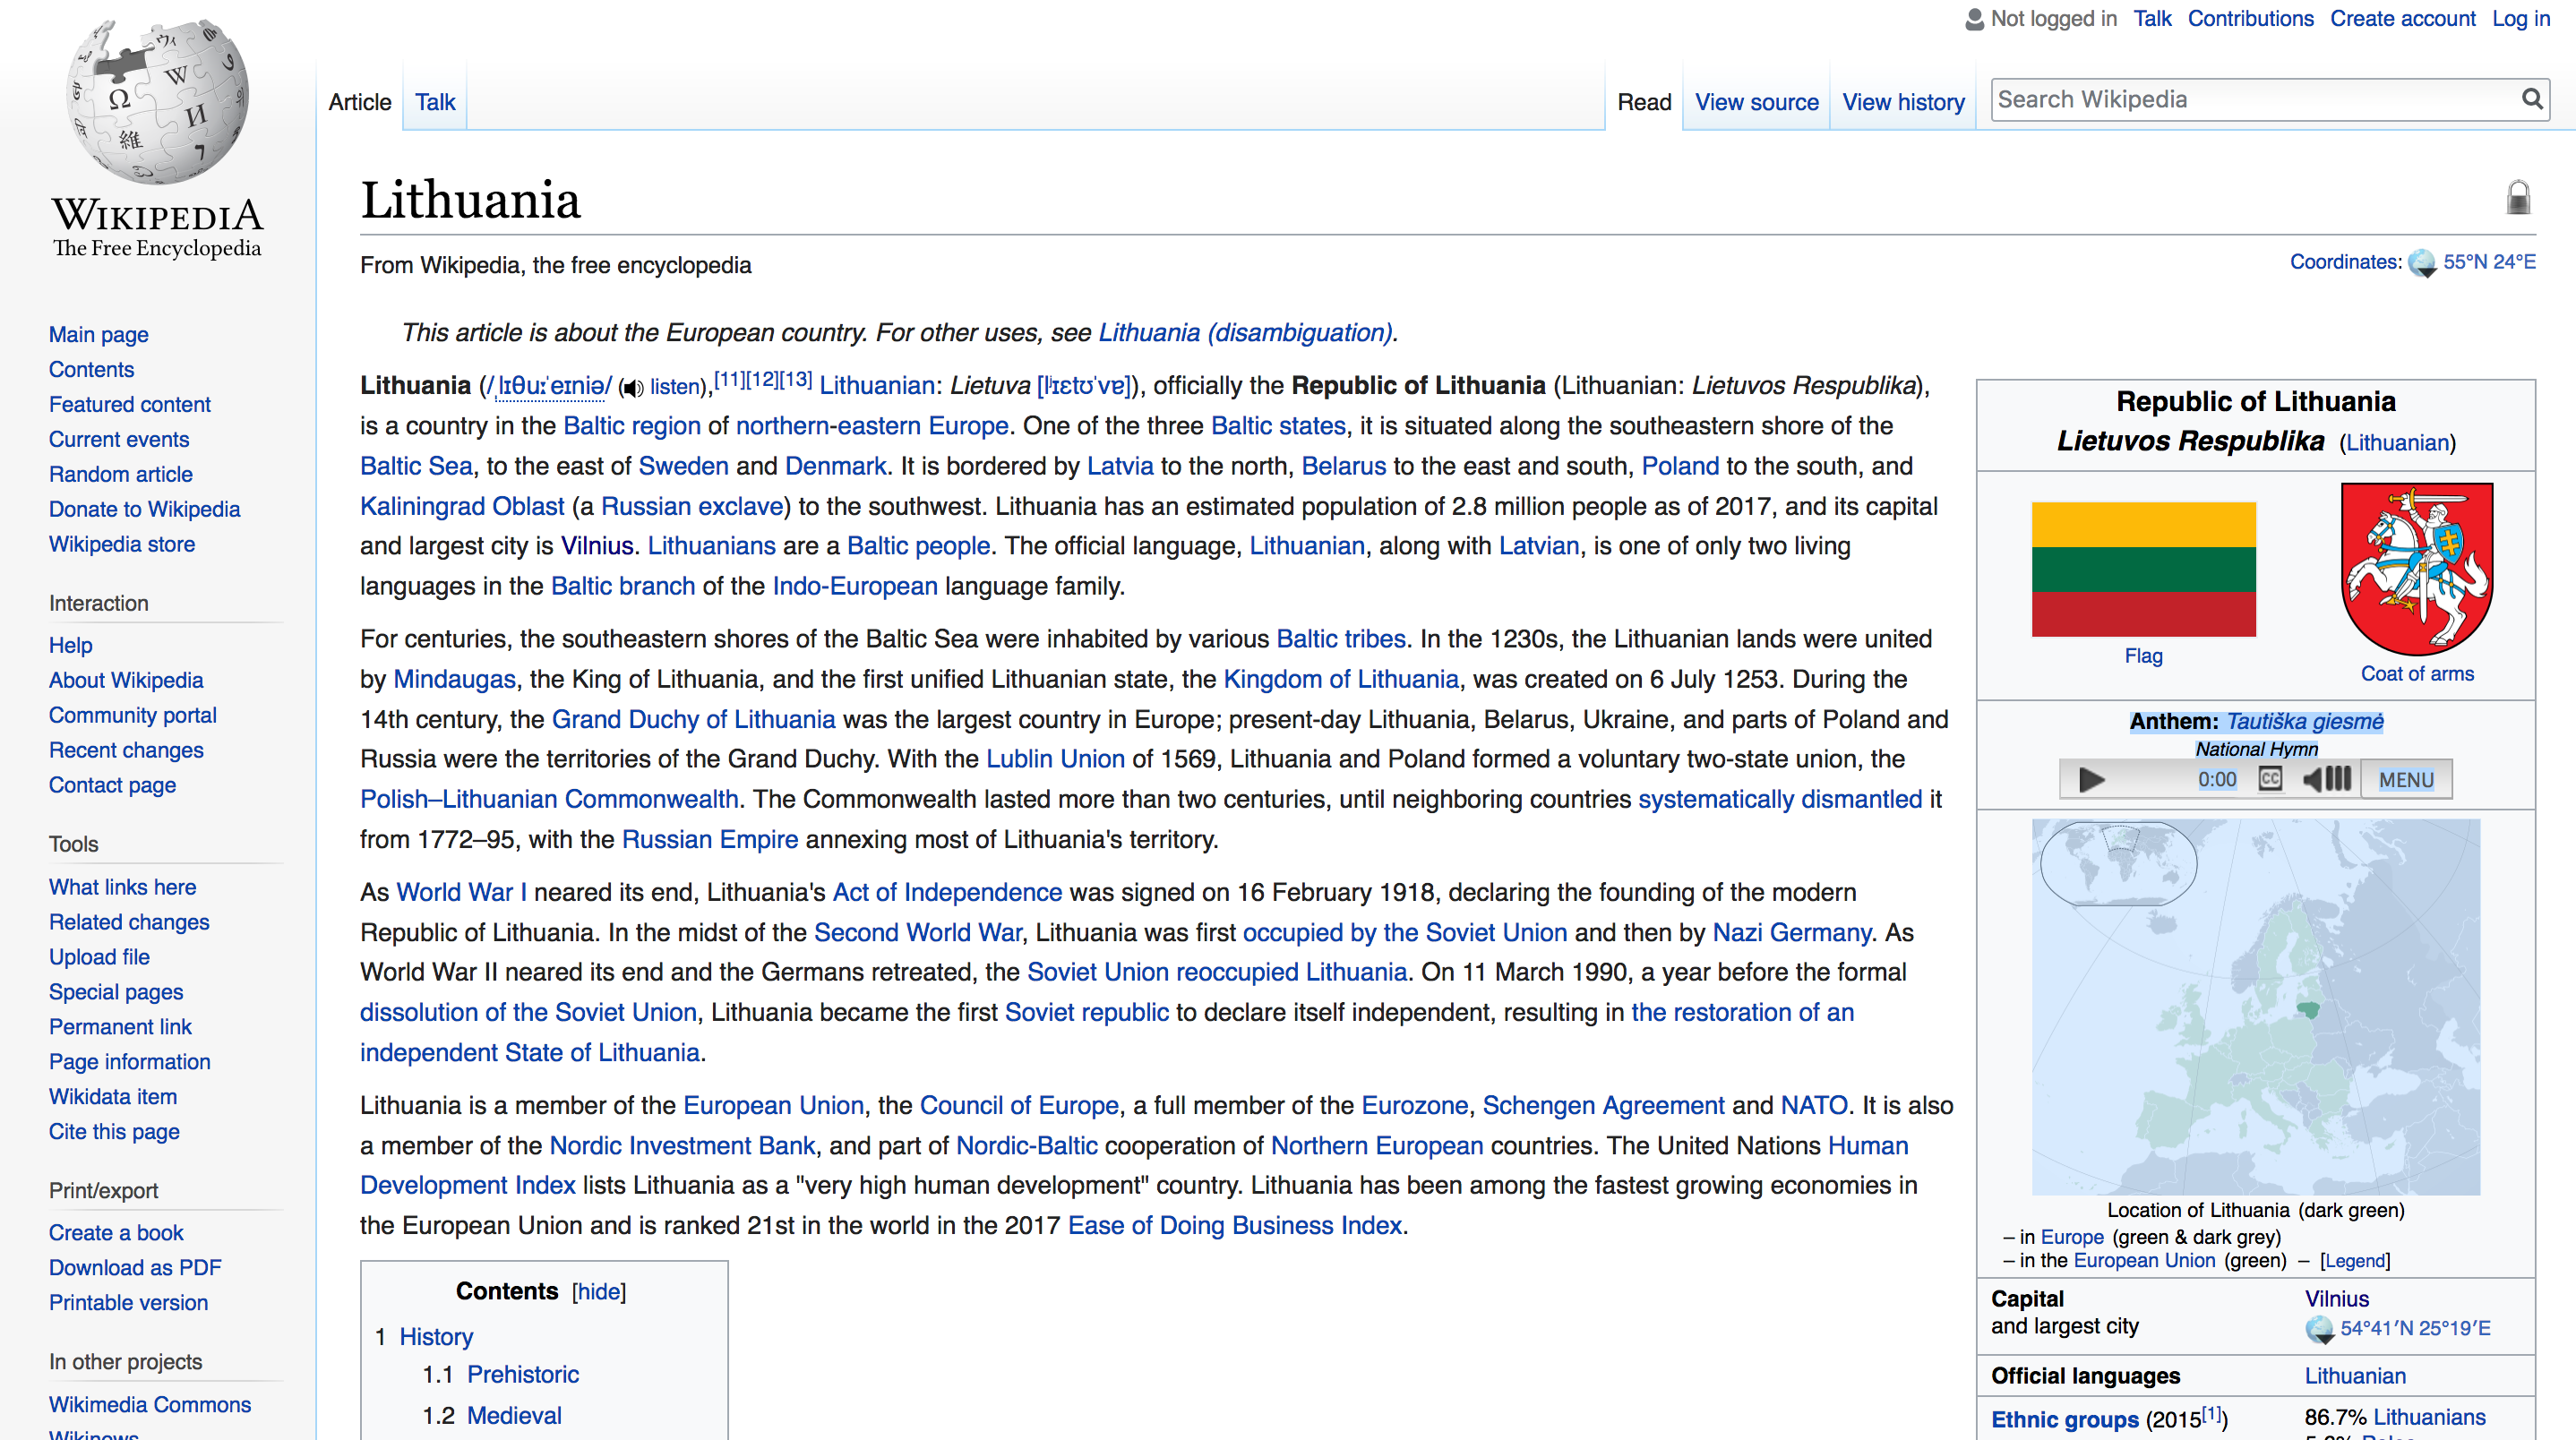 WIKIPEDIA
The Free Encyclopedia
Main page
Contents
Featured content
Current events
Random article
Donate to Wikipedia
Wikipedia store
Interaction
Help
About Wikipedia
Community portal
Recent changes
Contact page
Tools
What links here
Related changes
Upload file
Special pages
Permanent link
Page information
Wikidata item
Cite this page
Print/export
Create a book
Download as PDF
Printable version
In other projects
Wikimedia Commons
Wikinews
Not logged in Talk Contributions Create account Log in
Article Talk Read View source View history Search Wikipedia
Lithuania
From Wikipedia, the free encyclopedia
Coordinates: 55°N 24°E
This article is about the European country. For other uses, see Lithuania (disambiguation).
Lithuania (/ˌlɪθuːˈeɪniə/ (listen),[11][12][13] Lithuanian: Lietuva [lʲɪɛtʊˈvɐ]), officially the Republic of Lithuania (Lithuanian: Lietuvos Respublika),
is a country in the Baltic region of northern-eastern Europe. One of the three Baltic states, it is situated along the southeastern shore of the
Baltic Sea, to the east of Sweden and Denmark. It is bordered by Latvia to the north, Belarus to the east and south, Poland to the south, and
Kaliningrad Oblast (a Russian exclave) to the southwest. Lithuania has an estimated population of 2.8 million people as of 2017, and its capital
and largest city is Vilnius. Lithuanians are a Baltic people. The official language, Lithuanian, along with Latvian, is one of only two living
languages in the Baltic branch of the Indo-European language family.
For centuries, the southeastern shores of the Baltic Sea were inhabited by various Baltic tribes. In the 1230s, the Lithuanian lands were united
by Mindaugas, the King of Lithuania, and the first unified Lithuanian state, the Kingdom of Lithuania, was created on 6 July 1253. During the
14th century, the Grand Duchy of Lithuania was the largest country in Europe; present-day Lithuania, Belarus, Ukraine, and parts of Poland and
Russia were the territories of the Grand Duchy. With the Lublin Union of 1569, Lithuania and Poland formed a voluntary two-state union, the
Polish–Lithuanian Commonwealth. The Commonwealth lasted more than two centuries, until neighboring countries systematically dismantled it
from 1772–95, with the Russian Empire annexing most of Lithuania's territory.
As World War I neared its end, Lithuania's Act of Independence was signed on 16 February 1918, declaring the founding of the modern
Republic of Lithuania. In the midst of the Second World War, Lithuania was first occupied by the Soviet Union and then by Nazi Germany. As
World War II neared its end and the Germans retreated, the Soviet Union reoccupied Lithuania. On 11 March 1990, a year before the formal
dissolution of the Soviet Union, Lithuania became the first Soviet republic to declare itself independent, resulting in the restoration of an
independent State of Lithuania.
Lithuania is a member of the European Union, the Council of Europe, a full member of the Eurozone, Schengen Agreement and NATO. It is also
a member of the Nordic Investment Bank, and part of Nordic-Baltic cooperation of Northern European countries. The United Nations Human
Development Index lists Lithuania as a "very high human development" country. Lithuania has been among the fastest growing economies in
the European Union and is ranked 21st in the world in the 2017 Ease of Doing Business Index.
Contents [hide]
1 History
1.1 Prehistoric
1.2 Medieval
Republic of Lithuania
Lietuvos Respublika (Lithuanian)
Flag
Coat of arms
Anthem: Tautiška giesmė
National Hymn
0:00 CC MENU
Location of Lithuania (dark green)
– in Europe (green & dark grey)
– in the European Union (green) – [Legend]
Capital
and largest city
Vilnius
54°41′N 25°19′E
Official languages Lithuanian
Ethnic groups (2015[1]) 86.7% Lithuanians